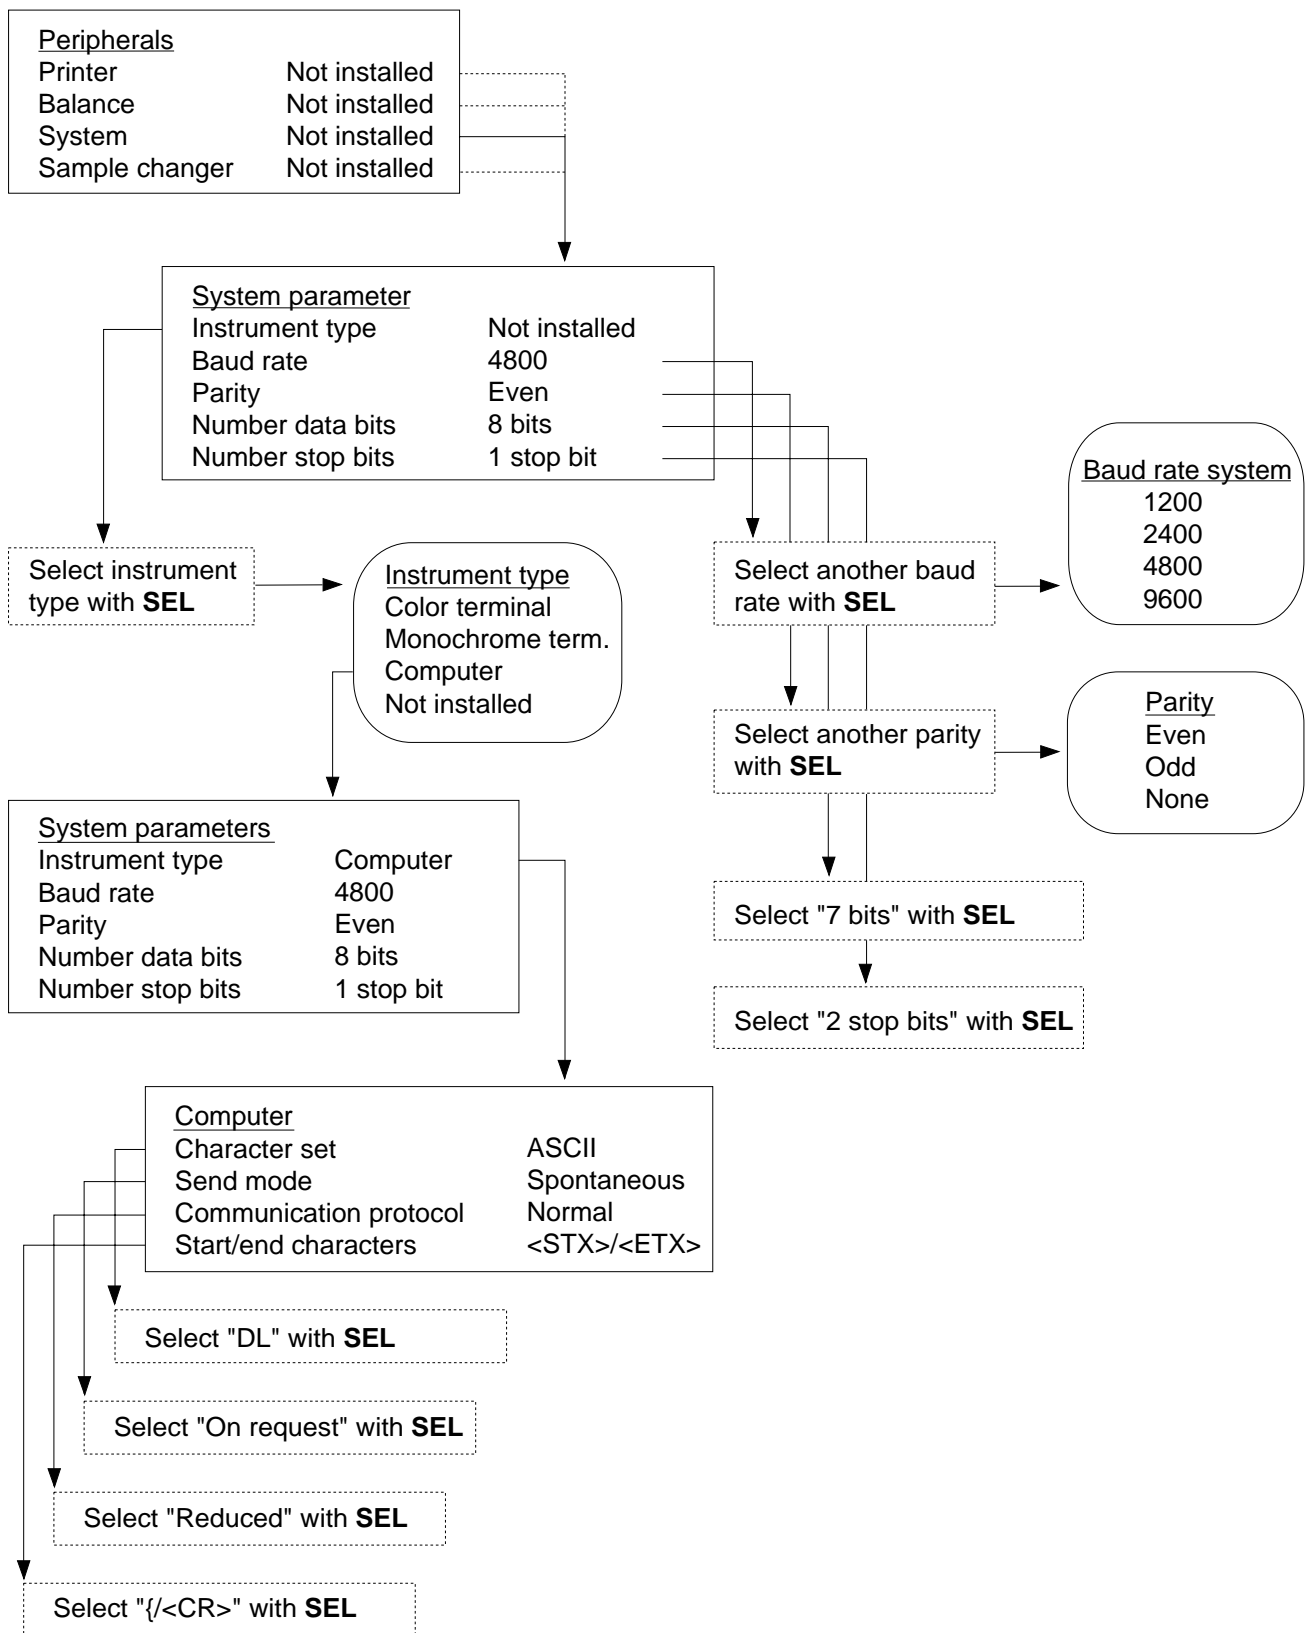 Peripherals
Printer Not installed
Balance Not installed
System Not installed
Sample changer Not installed
System parameter
Instrument type Not installed
Baud rate 4800
Parity Even
Number data bits 8 bits
Number stop bits 1 stop bit
Select instrument
type with SEL
Instrument type
Color terminal
Monochrome term.
Computer
Not installed
Select another baud
rate with SEL
Baud rate system
1200
2400
4800
9600
Select another parity
with SEL
Parity
Even
Odd
None
Select "7 bits" with SEL
Select "2 stop bits" with SEL
System parameters
Instrument type Computer
Baud rate 4800
Parity Even
Number data bits 8 bits
Number stop bits 1 stop bit
Computer
Character set ASCII
Send mode Spontaneous
Communication protocol Normal
Start/end characters <STX>/<ETX>
Select "DL" with SEL
Select "On request" with SEL
Select "Reduced" with SEL
Select "{/<CR>" with SEL